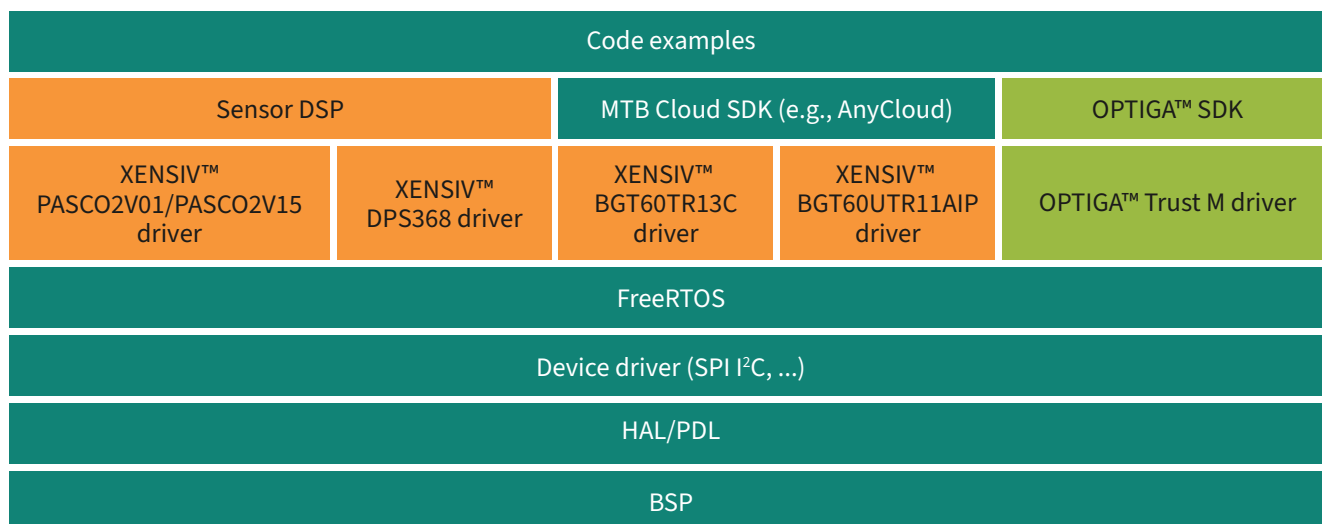 Code examples
Sensor DSP
MTB Cloud SDK (e.g., AnyCloud)
OPTIGA™ SDK
XENSIV™
PASCO2V01/PASCO2V15
driver
XENSIV™
DPS368 driver
XENSIV™
BGT60TR13C
driver
XENSIV™
BGT60UTR11AIP
driver
OPTIGA™ Trust M driver
FreeRTOS
Device driver (SPI I²C, ...)
HAL/PDL
BSP